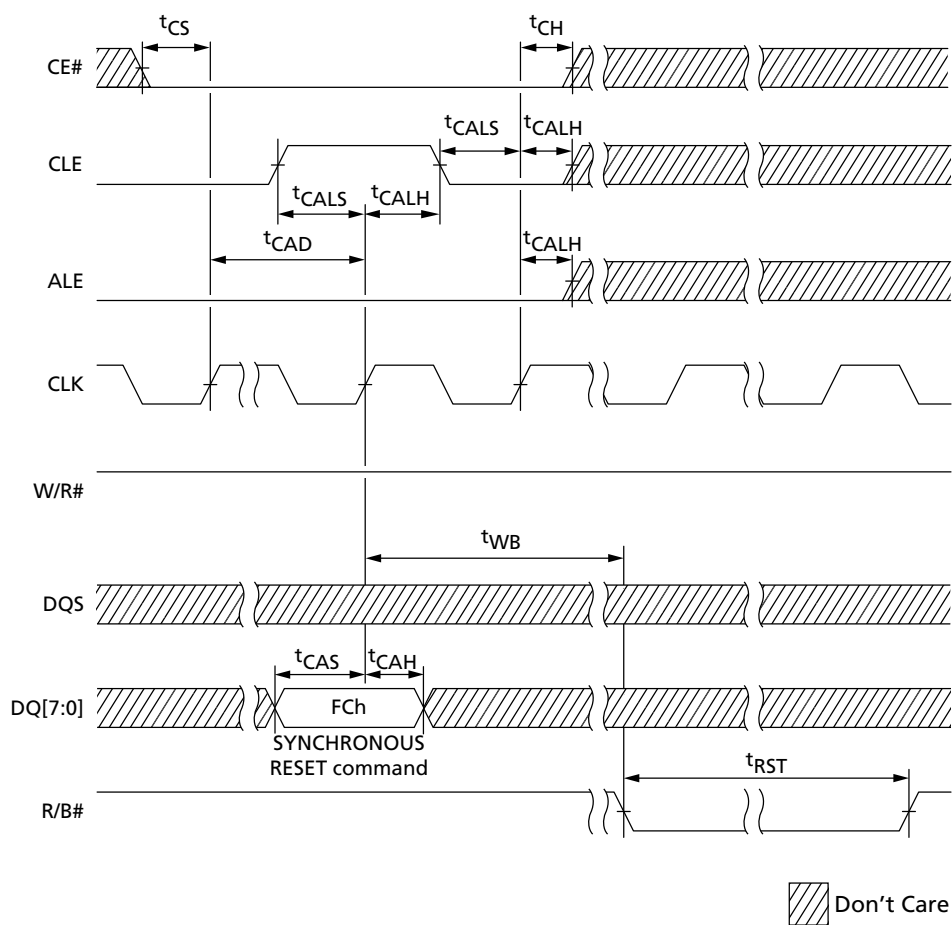 tCS
tCH
CE#
tCALS
tCALH
CLE
tCALS
tCALH
tCAD
tCALH
ALE
CLK
W/R#
tWB
DQS
tCAS
tCAH
DQ[7:0]
FCh
SYNCHRONOUS
RESET command
tRST
R/B#
Don't Care